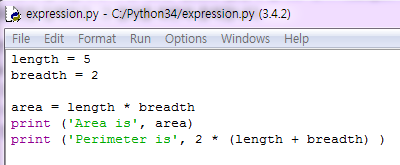 expression.py - C:/Python34/expression.py (3.4.2)
File Edit Format Run Options Windows Help
length = 5
breadth = 2
area = length * breadth
print ('Area is', area)
print ('Perimeter is', 2 * (length + breadth) )